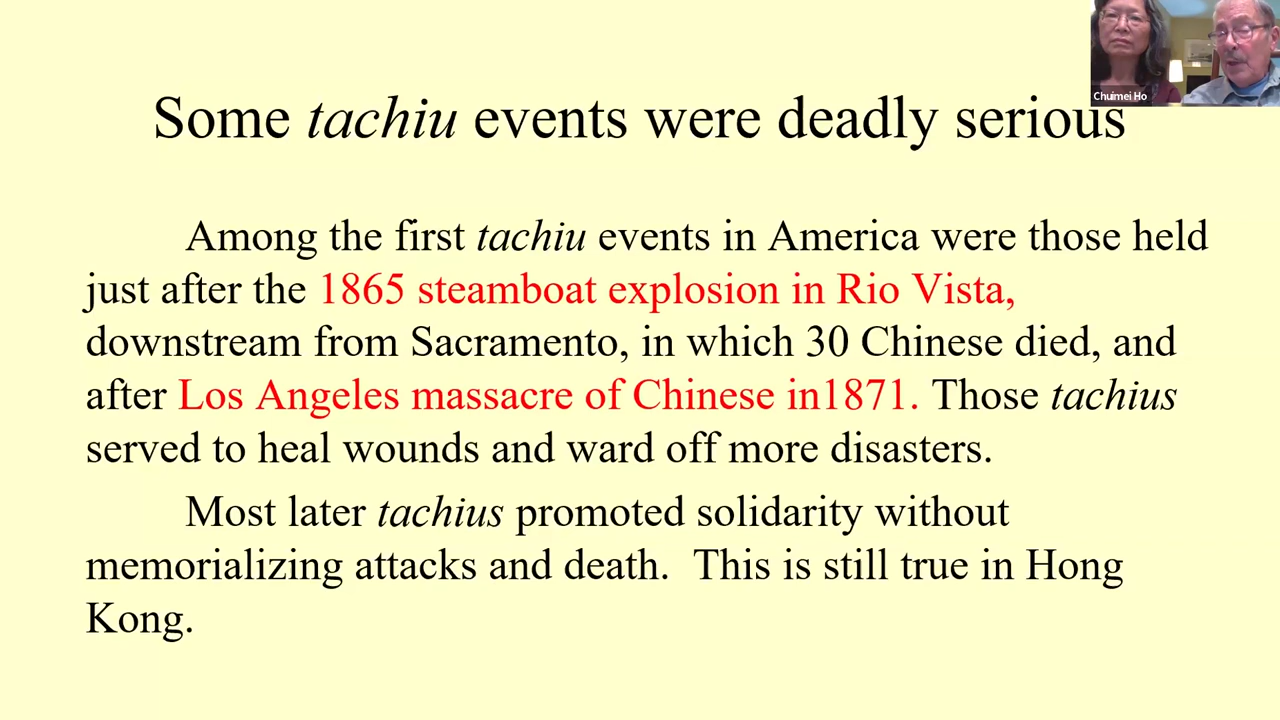 Chuimei Ho
Some tachiu events were deadly serious
Among the first tachiu events in America were those held
just after the 1865 steamboat explosion in Rio Vista,
downstream from Sacramento, in which 30 Chinese died, and
after Los Angeles massacre of Chinese in1871. Those tachius
served to heal wounds and ward off more disasters.
Most later tachius promoted solidarity without
memorializing attacks and death.  This is still true in Hong
Kong.